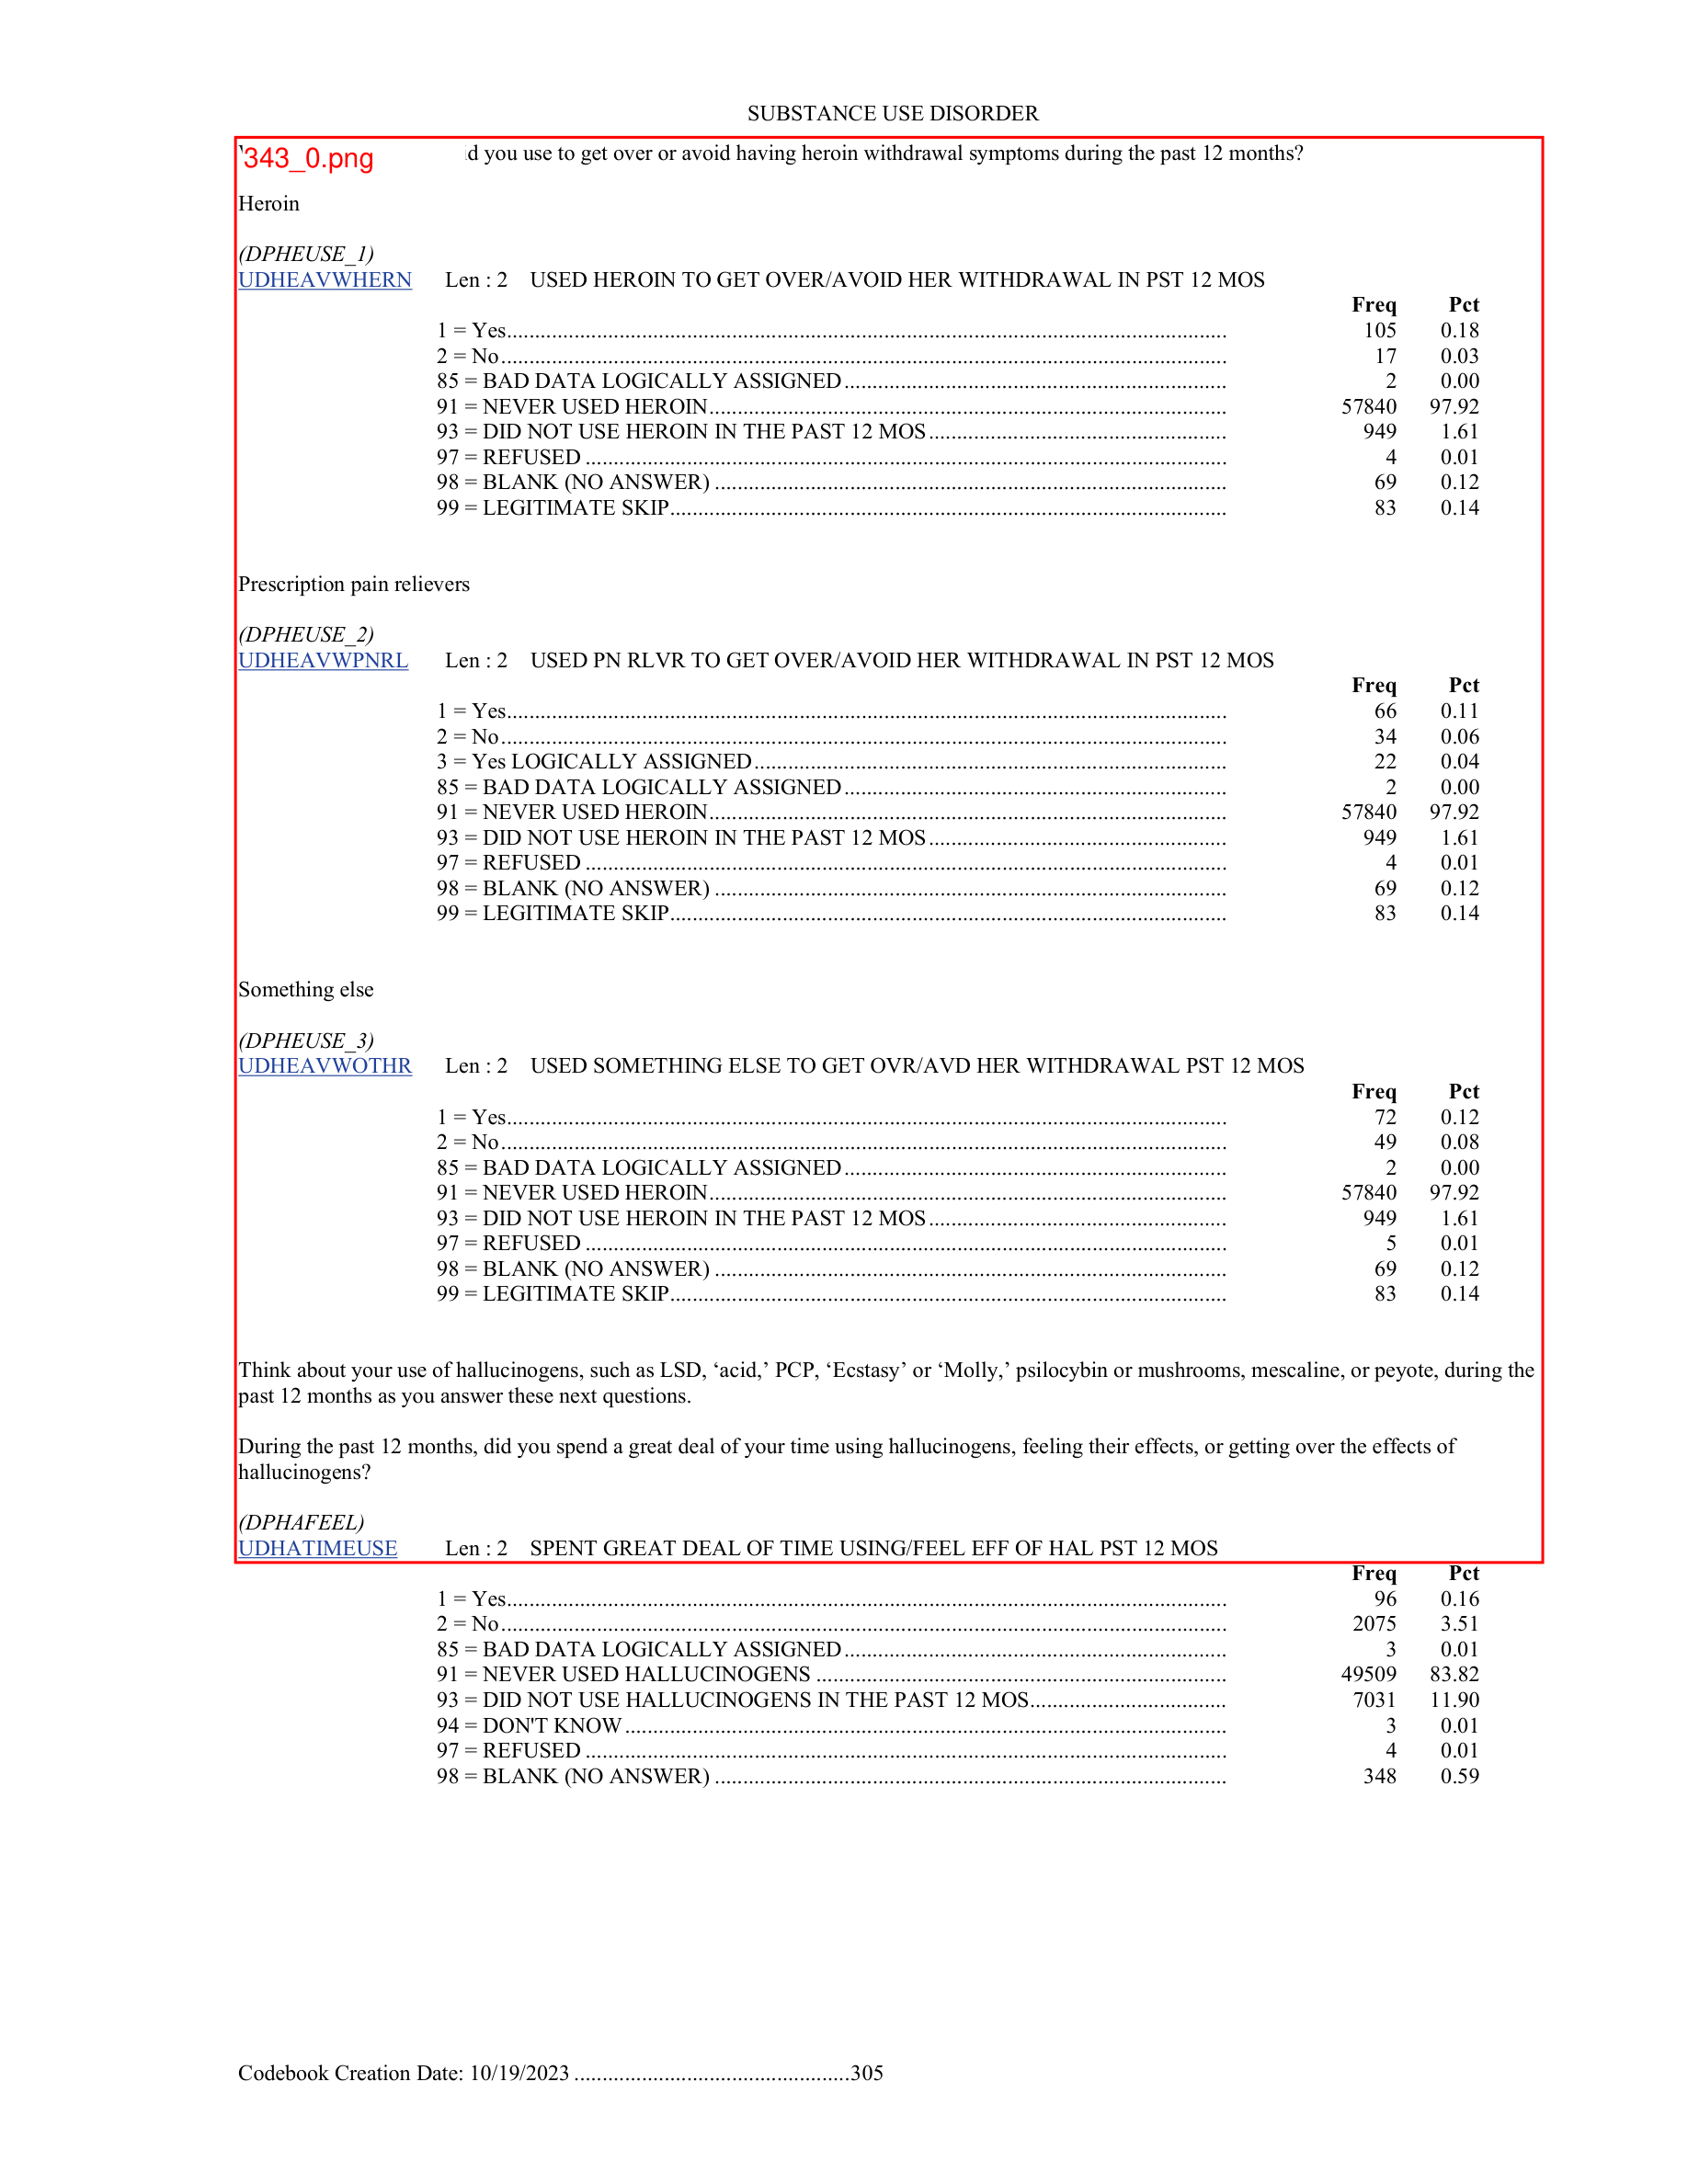 SUBSTANCE USE DISORDER
343_0.png
d you use to get over or avoid having heroin withdrawal symptoms during the past 12 months?
Heroin
(DPHEUSE_1)
UDHEAVWHERN Len : 2 USED HEROIN TO GET OVER/AVOID HER WITHDRAWAL IN PST 12 MOS
Freq Pct
1 = Yes 105 0.18
2 = No 17 0.03
85 = BAD DATA LOGICALLY ASSIGNED 2 0.00
91 = NEVER USED HEROIN 57840 97.92
93 = DID NOT USE HEROIN IN THE PAST 12 MOS 949 1.61
97 = REFUSED 4 0.01
98 = BLANK (NO ANSWER) 69 0.12
99 = LEGITIMATE SKIP 83 0.14
Prescription pain relievers
(DPHEUSE_2)
UDHEAVWPNRL Len : 2 USED PN RLVR TO GET OVER/AVOID HER WITHDRAWAL IN PST 12 MOS
Freq Pct
1 = Yes 66 0.11
2 = No 34 0.06
3 = Yes LOGICALLY ASSIGNED 22 0.04
85 = BAD DATA LOGICALLY ASSIGNED 2 0.00
91 = NEVER USED HEROIN 57840 97.92
93 = DID NOT USE HEROIN IN THE PAST 12 MOS 949 1.61
97 = REFUSED 4 0.01
98 = BLANK (NO ANSWER) 69 0.12
99 = LEGITIMATE SKIP 83 0.14
Something else
(DPHEUSE_3)
UDHEAVWOTHR Len : 2 USED SOMETHING ELSE TO GET OVR/AVD HER WITHDRAWAL PST 12 MOS
Freq Pct
1 = Yes 72 0.12
2 = No 49 0.08
85 = BAD DATA LOGICALLY ASSIGNED 2 0.00
91 = NEVER USED HEROIN 57840 97.92
93 = DID NOT USE HEROIN IN THE PAST 12 MOS 949 1.61
97 = REFUSED 5 0.01
98 = BLANK (NO ANSWER) 69 0.12
99 = LEGITIMATE SKIP 83 0.14
Think about your use of hallucinogens, such as LSD, ‘acid,’ PCP, ‘Ecstasy’ or ‘Molly,’ psilocybin or mushrooms, mescaline, or peyote, during the
past 12 months as you answer these next questions.
During the past 12 months, did you spend a great deal of your time using hallucinogens, feeling their effects, or getting over the effects of
hallucinogens?
(DPHAFEEL)
UDHATIMEUSE Len : 2 SPENT GREAT DEAL OF TIME USING/FEEL EFF OF HAL PST 12 MOS
Freq Pct
1 = Yes 96 0.16
2 = No 2075 3.51
85 = BAD DATA LOGICALLY ASSIGNED 3 0.01
91 = NEVER USED HALLUCINOGENS 49509 83.82
93 = DID NOT USE HALLUCINOGENS IN THE PAST 12 MOS 7031 11.90
94 = DON'T KNOW 3 0.01
97 = REFUSED 4 0.01
98 = BLANK (NO ANSWER) 348 0.59
Codebook Creation Date: 10/19/2023 .................................................305